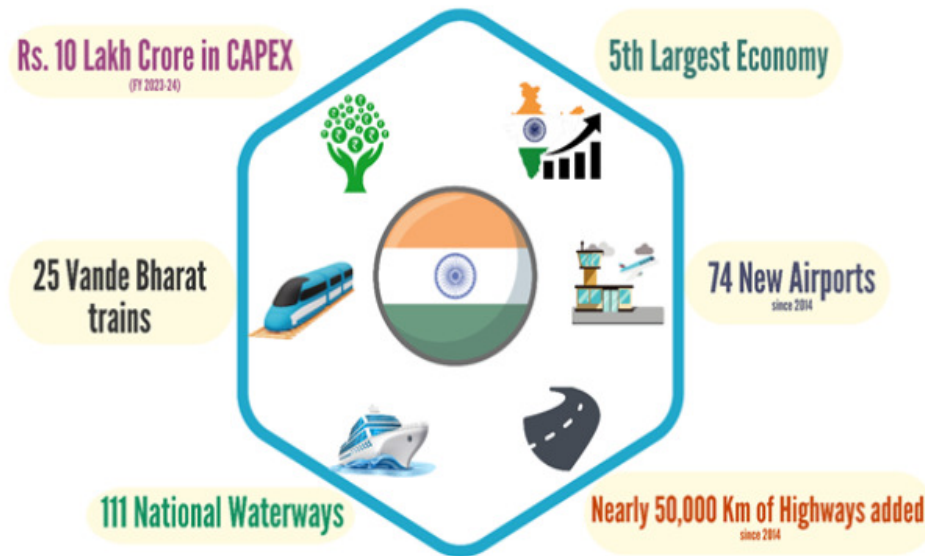 Rs. 10 Lakh Crore in CAPEX
(FY 2023-24)
5th Largest Economy
25 Vande Bharat
trains
74 New Airports
since 2014
111 National Waterways
Nearly 50,000 Km of Highways added
since 2014